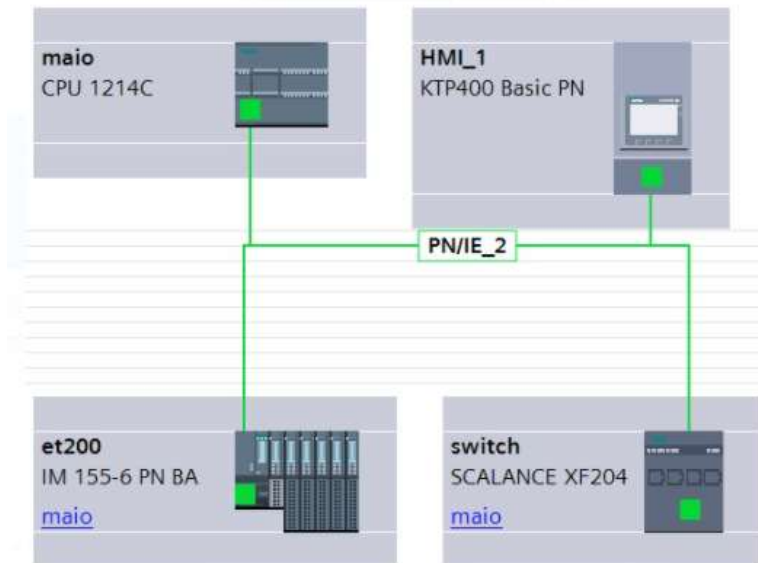 maio
CPU 1214C
HMI_1
KTP400 Basic PN
PN/IE_2
et200
IM 155-6 PN BA
maio
switch
SCALANCE XF204
maio